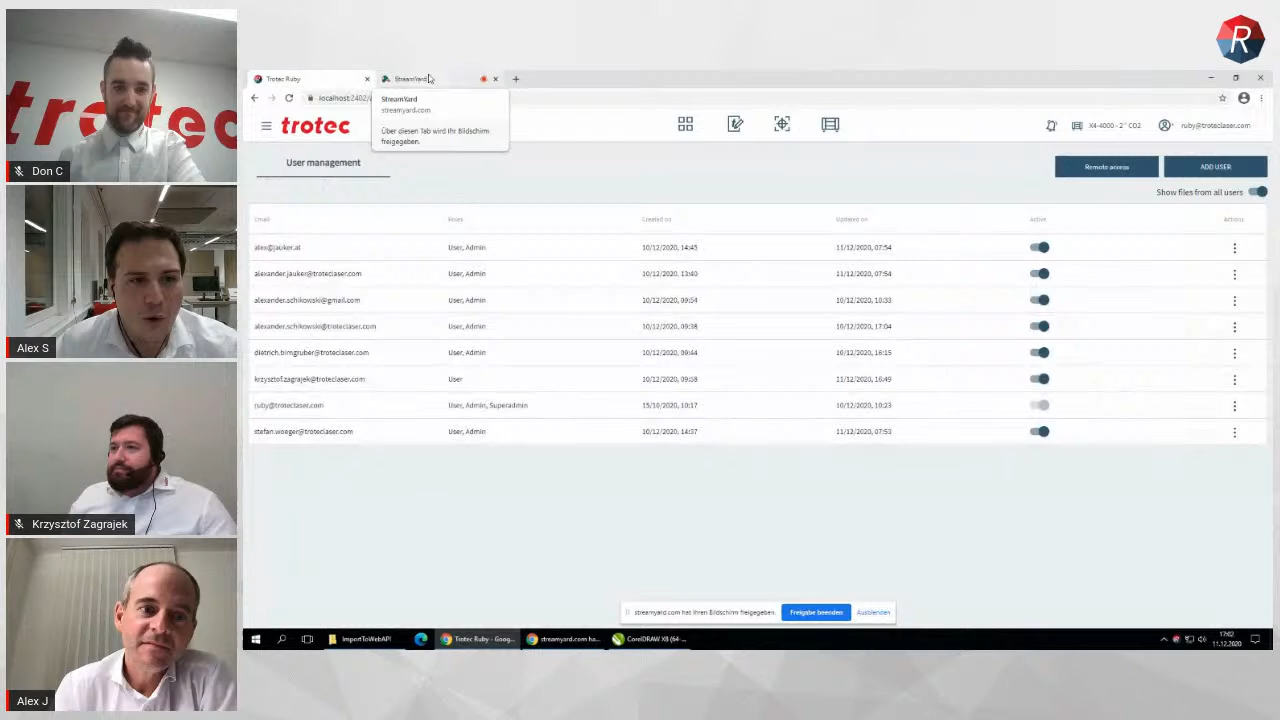 trotec
Don C
Alex S
Krzysztof Zagrajek
Alex J
R
Trotec Ruby
StreamYard
localhost:2402/
StreamYard
streamyard.com
Über diesen Tab wird Ihr Bildschirm
freigegeben.
trotec
X4-4000 - 2" CO2
ruby@troteclaser.com
User management
Remote access
ADD USER
Show files from all users
Email Roles Created on Updated on Active Actions
alex@jauker.at User, Admin 10/12/2020, 14:45 11/12/2020, 07:54
alexander.jauker@troteclaser.com User, Admin 10/12/2020, 13:40 11/12/2020, 07:54
alexander.schikowski@gmail.com User, Admin 10/12/2020, 09:54 10/12/2020, 10:33
alexander.schikowski@troteclaser.com User, Admin 10/12/2020, 09:38 10/12/2020, 17:04
dietrich.birngruber@troteclaser.com User, Admin 10/12/2020, 09:44 10/12/2020, 16:15
krzysztof.zagrajek@troteclaser.com User 10/12/2020, 09:58 11/12/2020, 16:49
ruby@troteclaser.com User, Admin, Superadmin 15/10/2020, 10:17 10/12/2020, 10:23
stefan.woeger@troteclaser.com User, Admin 10/12/2020, 14:37 11/12/2020, 07:53
streamyard.com hat Ihren Bildschirm freigegeben.
Freigabe beenden
Ausblenden
ImportToWebAPI
Trotec Ruby - Goog...
streamyard.com ha...
CorelDRAW X8 (64-...
17:02
11.12.2020